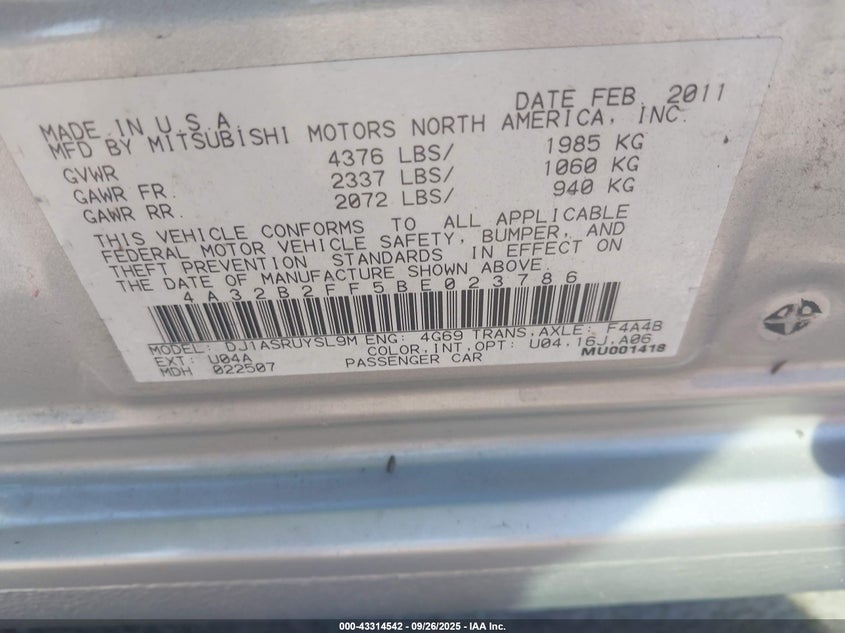 DATE FEB. 2011
MADE IN U.S.A.
MFD BY MITSUBISHI MOTORS NORTH AMERICA, INC.
GVWR 4376 LBS/ 1985 KG
GAWR FR. 2337 LBS/ 1060 KG
GAWR RR. 2072 LBS/ 940 KG
THIS VEHICLE CONFORMS TO ALL APPLICABLE
FEDERAL MOTOR VEHICLE SAFETY, BUMPER, AND
THEFT PREVENTION STANDARDS IN EFFECT ON
THE DATE OF MANUFACTURE SHOWN ABOVE.
4A32B2FF5BE023786
MODEL: DJ1ASRUYSL9M ENG: 4G69 TRANS.AXLE: F4A4B
EXT: U04A COLOR.INT.OPT: U04.16J.A06
MDH 022507 PASSENGER CAR MU001418
000-43314542 - 09/26/2025 - IAA Inc.